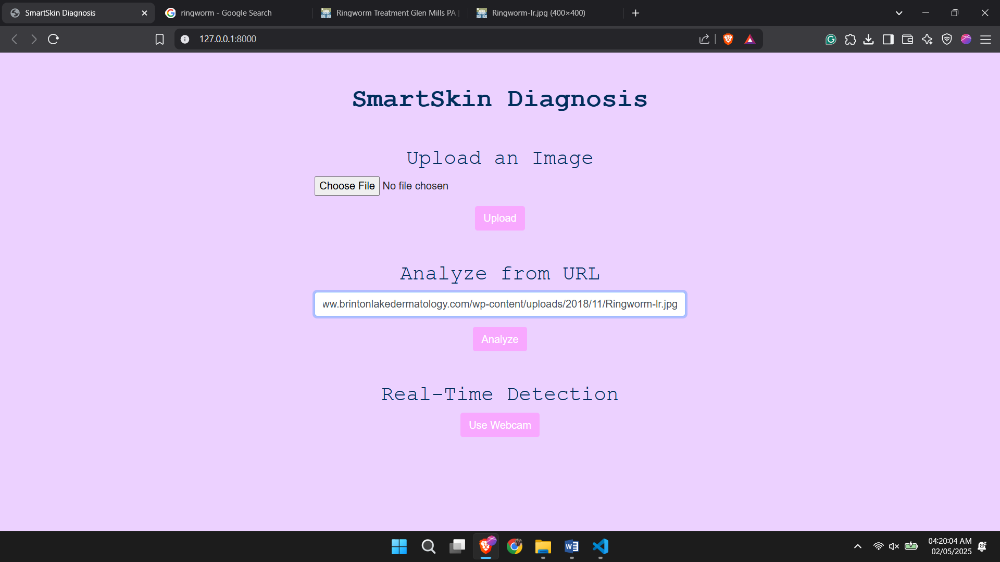 SmartSkin Diagnosis
ringworm - Google Search
Ringworm Treatment Glen Mills PA
Ringworm-lr.jpg (400×400)
127.0.0.1:8000
SmartSkin Diagnosis
Upload an Image
Choose File No file chosen
Upload
Analyze from URL
ww.brintonlakedermatology.com/wp-content/uploads/2018/11/Ringworm-lr.jpg
Analyze
Real-Time Detection
Use Webcam
04:20:04 AM
02/05/2025